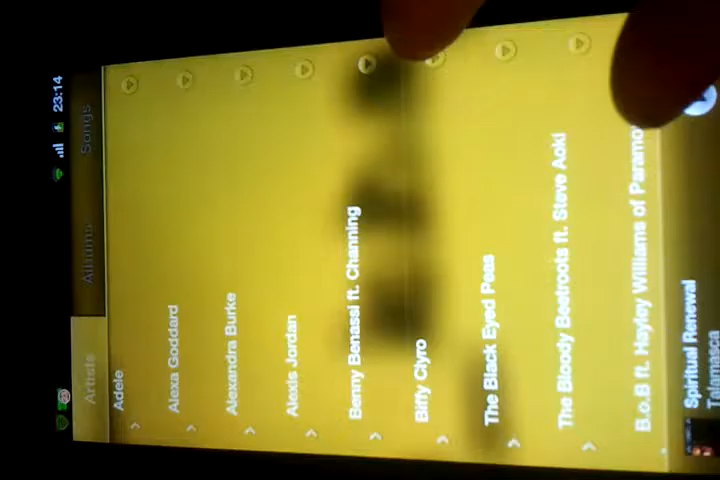 23:14
Artists Albums Songs
Adele
Alexa Goddard
Alexandra Burke
Alexis Jordan
Benny Benassi ft. Channing
Biffy Clyro
The Black Eyed Peas
The Bloody Beetroots ft. Steve Aoki
B.o.B ft. Hayley Williams of Paramo
Spiritual Renewal
Talamasca